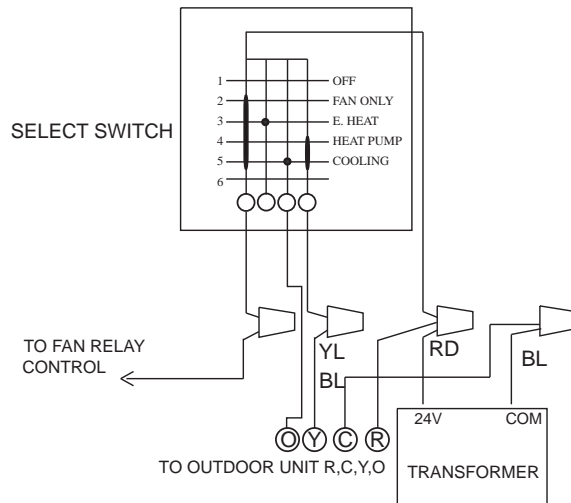 1 OFF
2 FAN ONLY
SELECT SWITCH
3 E. HEAT
4 HEAT PUMP
5 COOLING
6
TO FAN RELAY
CONTROL
YL
RD
BL
BL
24V COM
O Y C R
TO OUTDOOR UNIT R,C,Y,O
TRANSFORMER